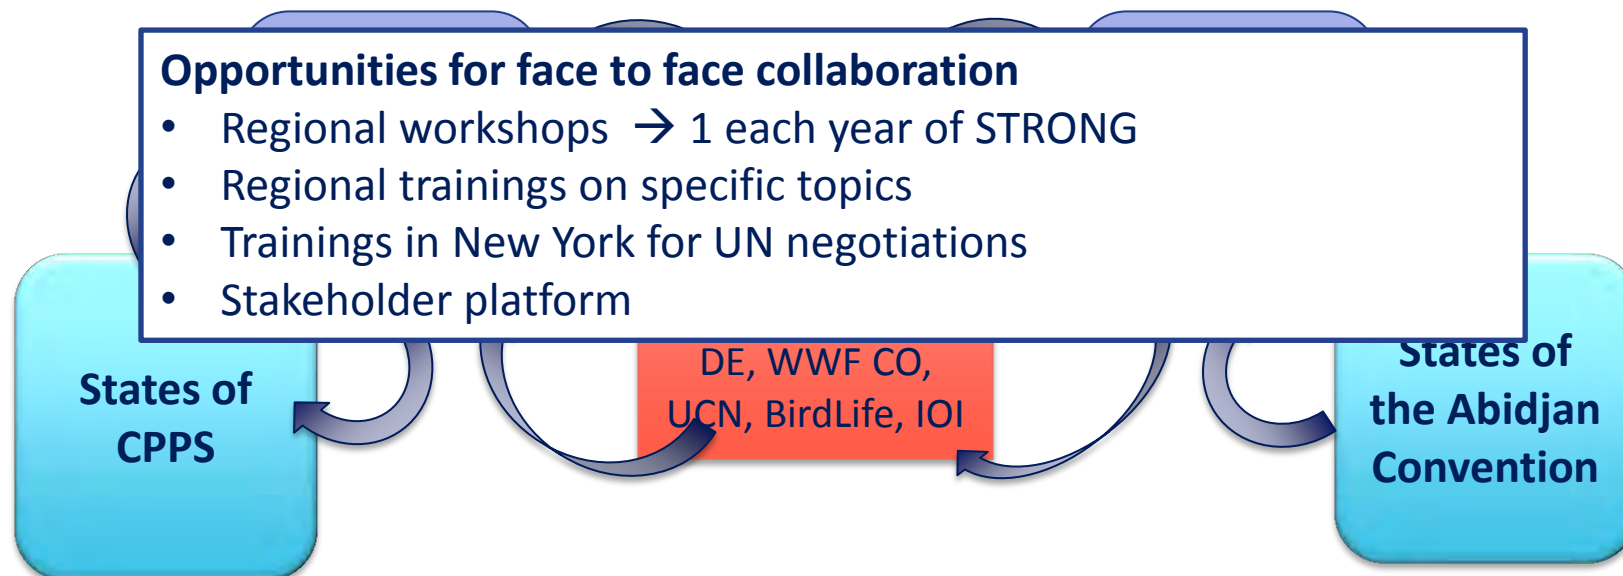 Opportunities for face to face collaboration
• Regional workshops → 1 each year of STRONG
• Regional trainings on specific topics
• Trainings in New York for UN negotiations
• Stakeholder platform
States of
CPPS
DE, WWF CO,
UCN, BirdLife, IOI
States of
the Abidjan
Convention